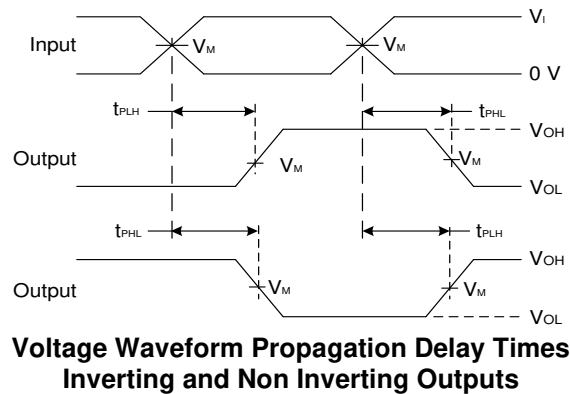 VI
Input VM VM
0 V
tPLH tPHL
VOH
Output VM VM
VOL
tPHL tPLH
VOH
Output VM VM
VOL
Voltage Waveform Propagation Delay Times
Inverting and Non Inverting Outputs